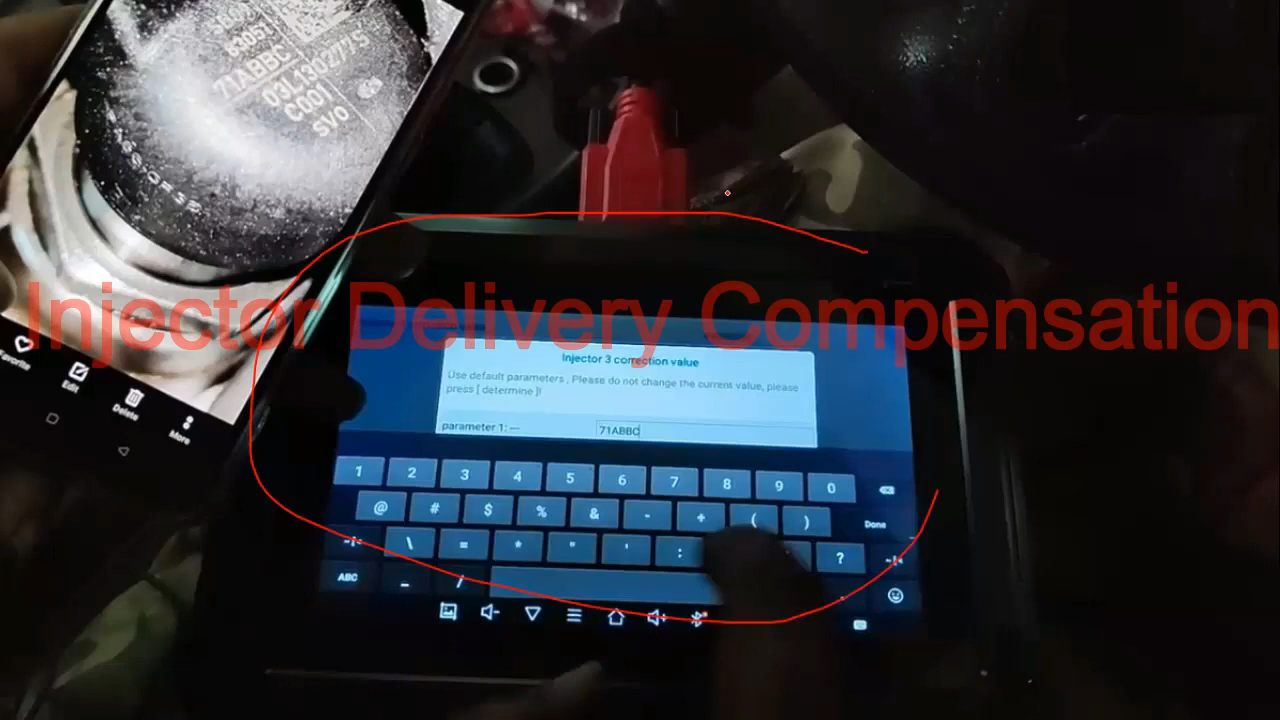 71ABBC
03L130277S
C001
SVO
Favorite
Edit
Delete
More
Injector Delivery Compensation
Injector 3 correction value
Use default parameters , Please do not change the current value, please
press [ determine ]!
parameter 1: ---
71ABBC
1 2 3 4 5 6 7 8 9 0
@ # $ % & - + ( )
Done
\ = * " ' : ?
ABC _ /